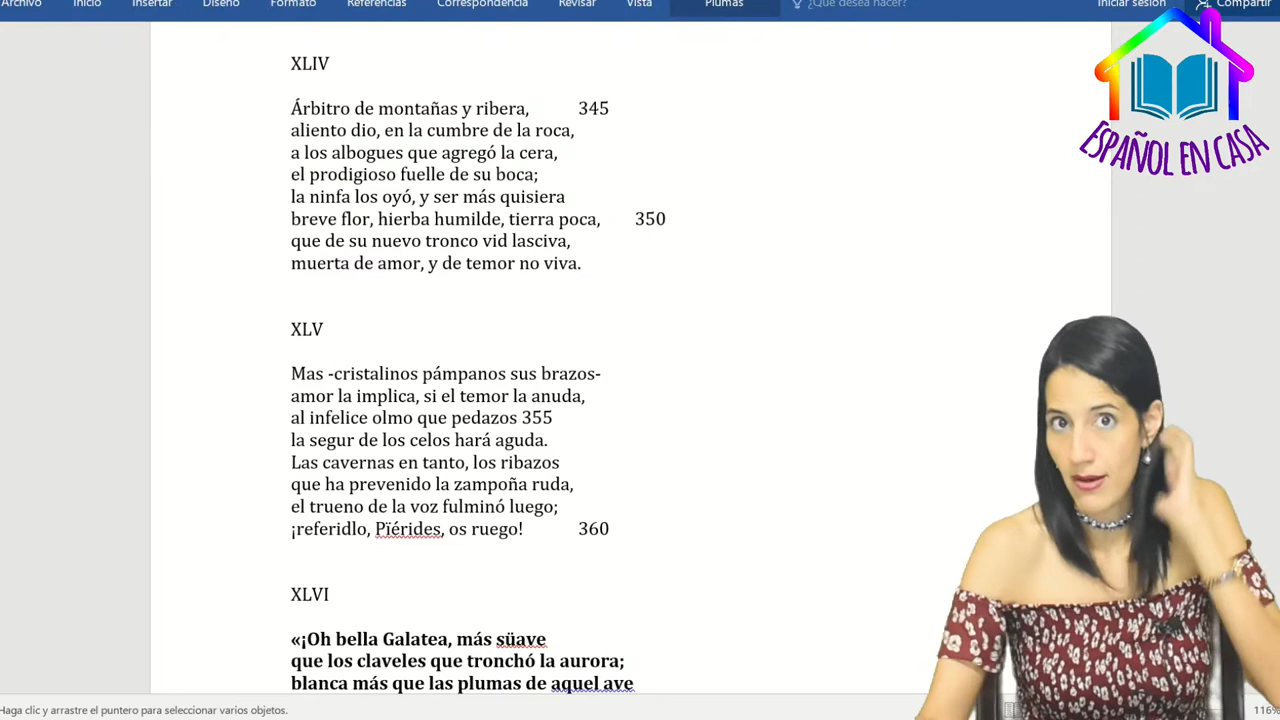 Archivo Inicio Insertar Diseño Formato Referencias Correspondencia Revisar Vista Plumas ¿Qué desea hacer? Iniciar sesión Compartir
ESPAÑOL EN CASA
XLIV
Árbitro de montañas y ribera, 345
aliento dio, en la cumbre de la roca,
a los albogues que agregó la cera,
el prodigioso fuelle de su boca;
la ninfa los oyó, y ser más quisiera
breve flor, hierba humilde, tierra poca, 350
que de su nuevo tronco vid lasciva,
muerta de amor, y de temor no viva.
XLV
Mas -cristalinos pámpanos sus brazos-
amor la implica, si el temor la anuda,
al infelice olmo que pedazos 355
la segur de los celos hará aguda.
Las cavernas en tanto, los ribazos
que ha prevenido la zampoña ruda,
el trueno de la voz fulminó luego;
¡referidlo, Pïérides, os ruego! 360
XLVI
«¡Oh bella Galatea, más süave
que los claveles que tronchó la aurora;
blanca más que las plumas de aquel ave
Haga clic y arrastre el puntero para seleccionar varios objetos.
116%